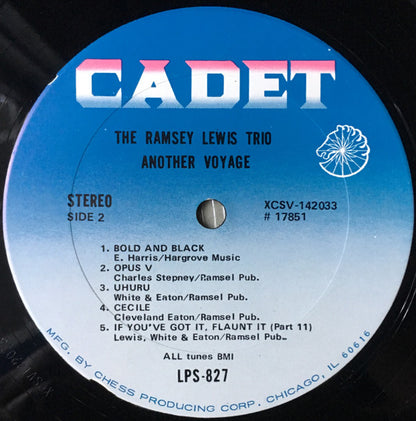 CADET
THE RAMSEY LEWIS TRIO
ANOTHER VOYAGE
STEREO
SIDE 2
XCSV-142033
# 17851
1. BOLD AND BLACK
E. Harris/Hargrove Music
2. OPUS V
Charles Stepney/Ramsel Pub.
3. UHURU
White & Eaton/Ramsel Pub.
4. CECILE
Cleveland Eaton/Ramsel Pub.
5. IF YOU'VE GOT IT, FLAUNT IT (Part 11)
Lewis, White & Eaton/Ramsel Pub..
ALL tunes BMI
LPS-827
MFG. BY CHESS PRODUCING CORP. CHICAGO, IL 60616